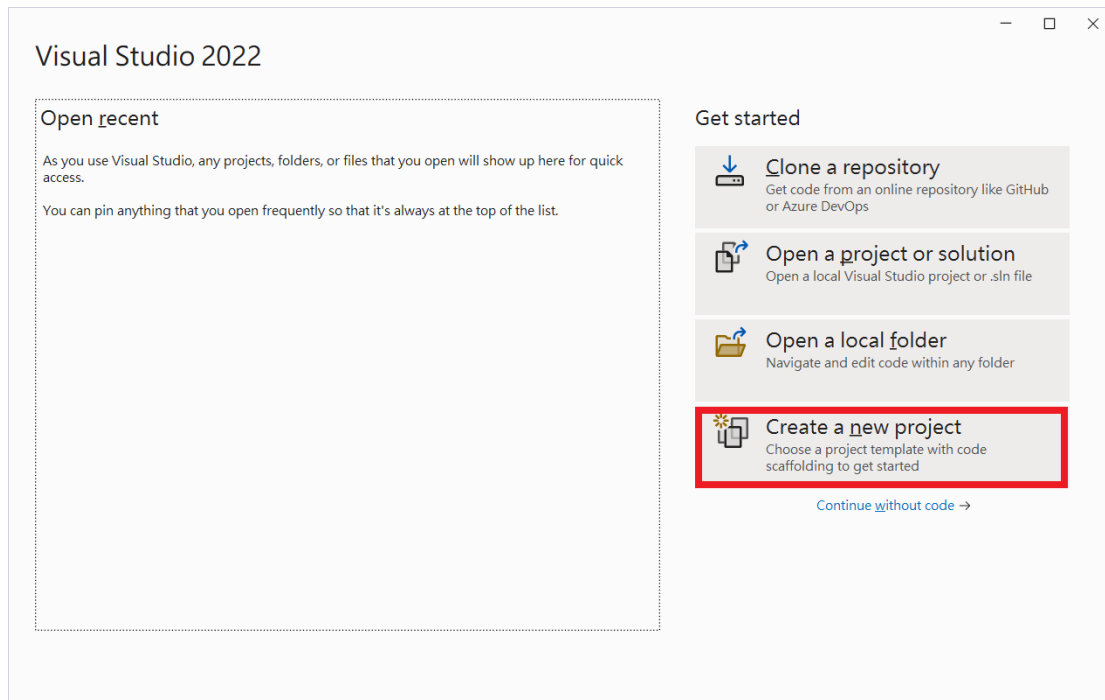 Visual Studio 2022
Open recent
As you use Visual Studio, any projects, folders, or files that you open will show up here for quick
access.
You can pin anything that you open frequently so that it's always at the top of the list.
Get started
Clone a repository
Get code from an online repository like GitHub
or Azure DevOps
Open a project or solution
Open a local Visual Studio project or .sln file
Open a local folder
Navigate and edit code within any folder
Create a new project
Choose a project template with code
scaffolding to get started
Continue without code →